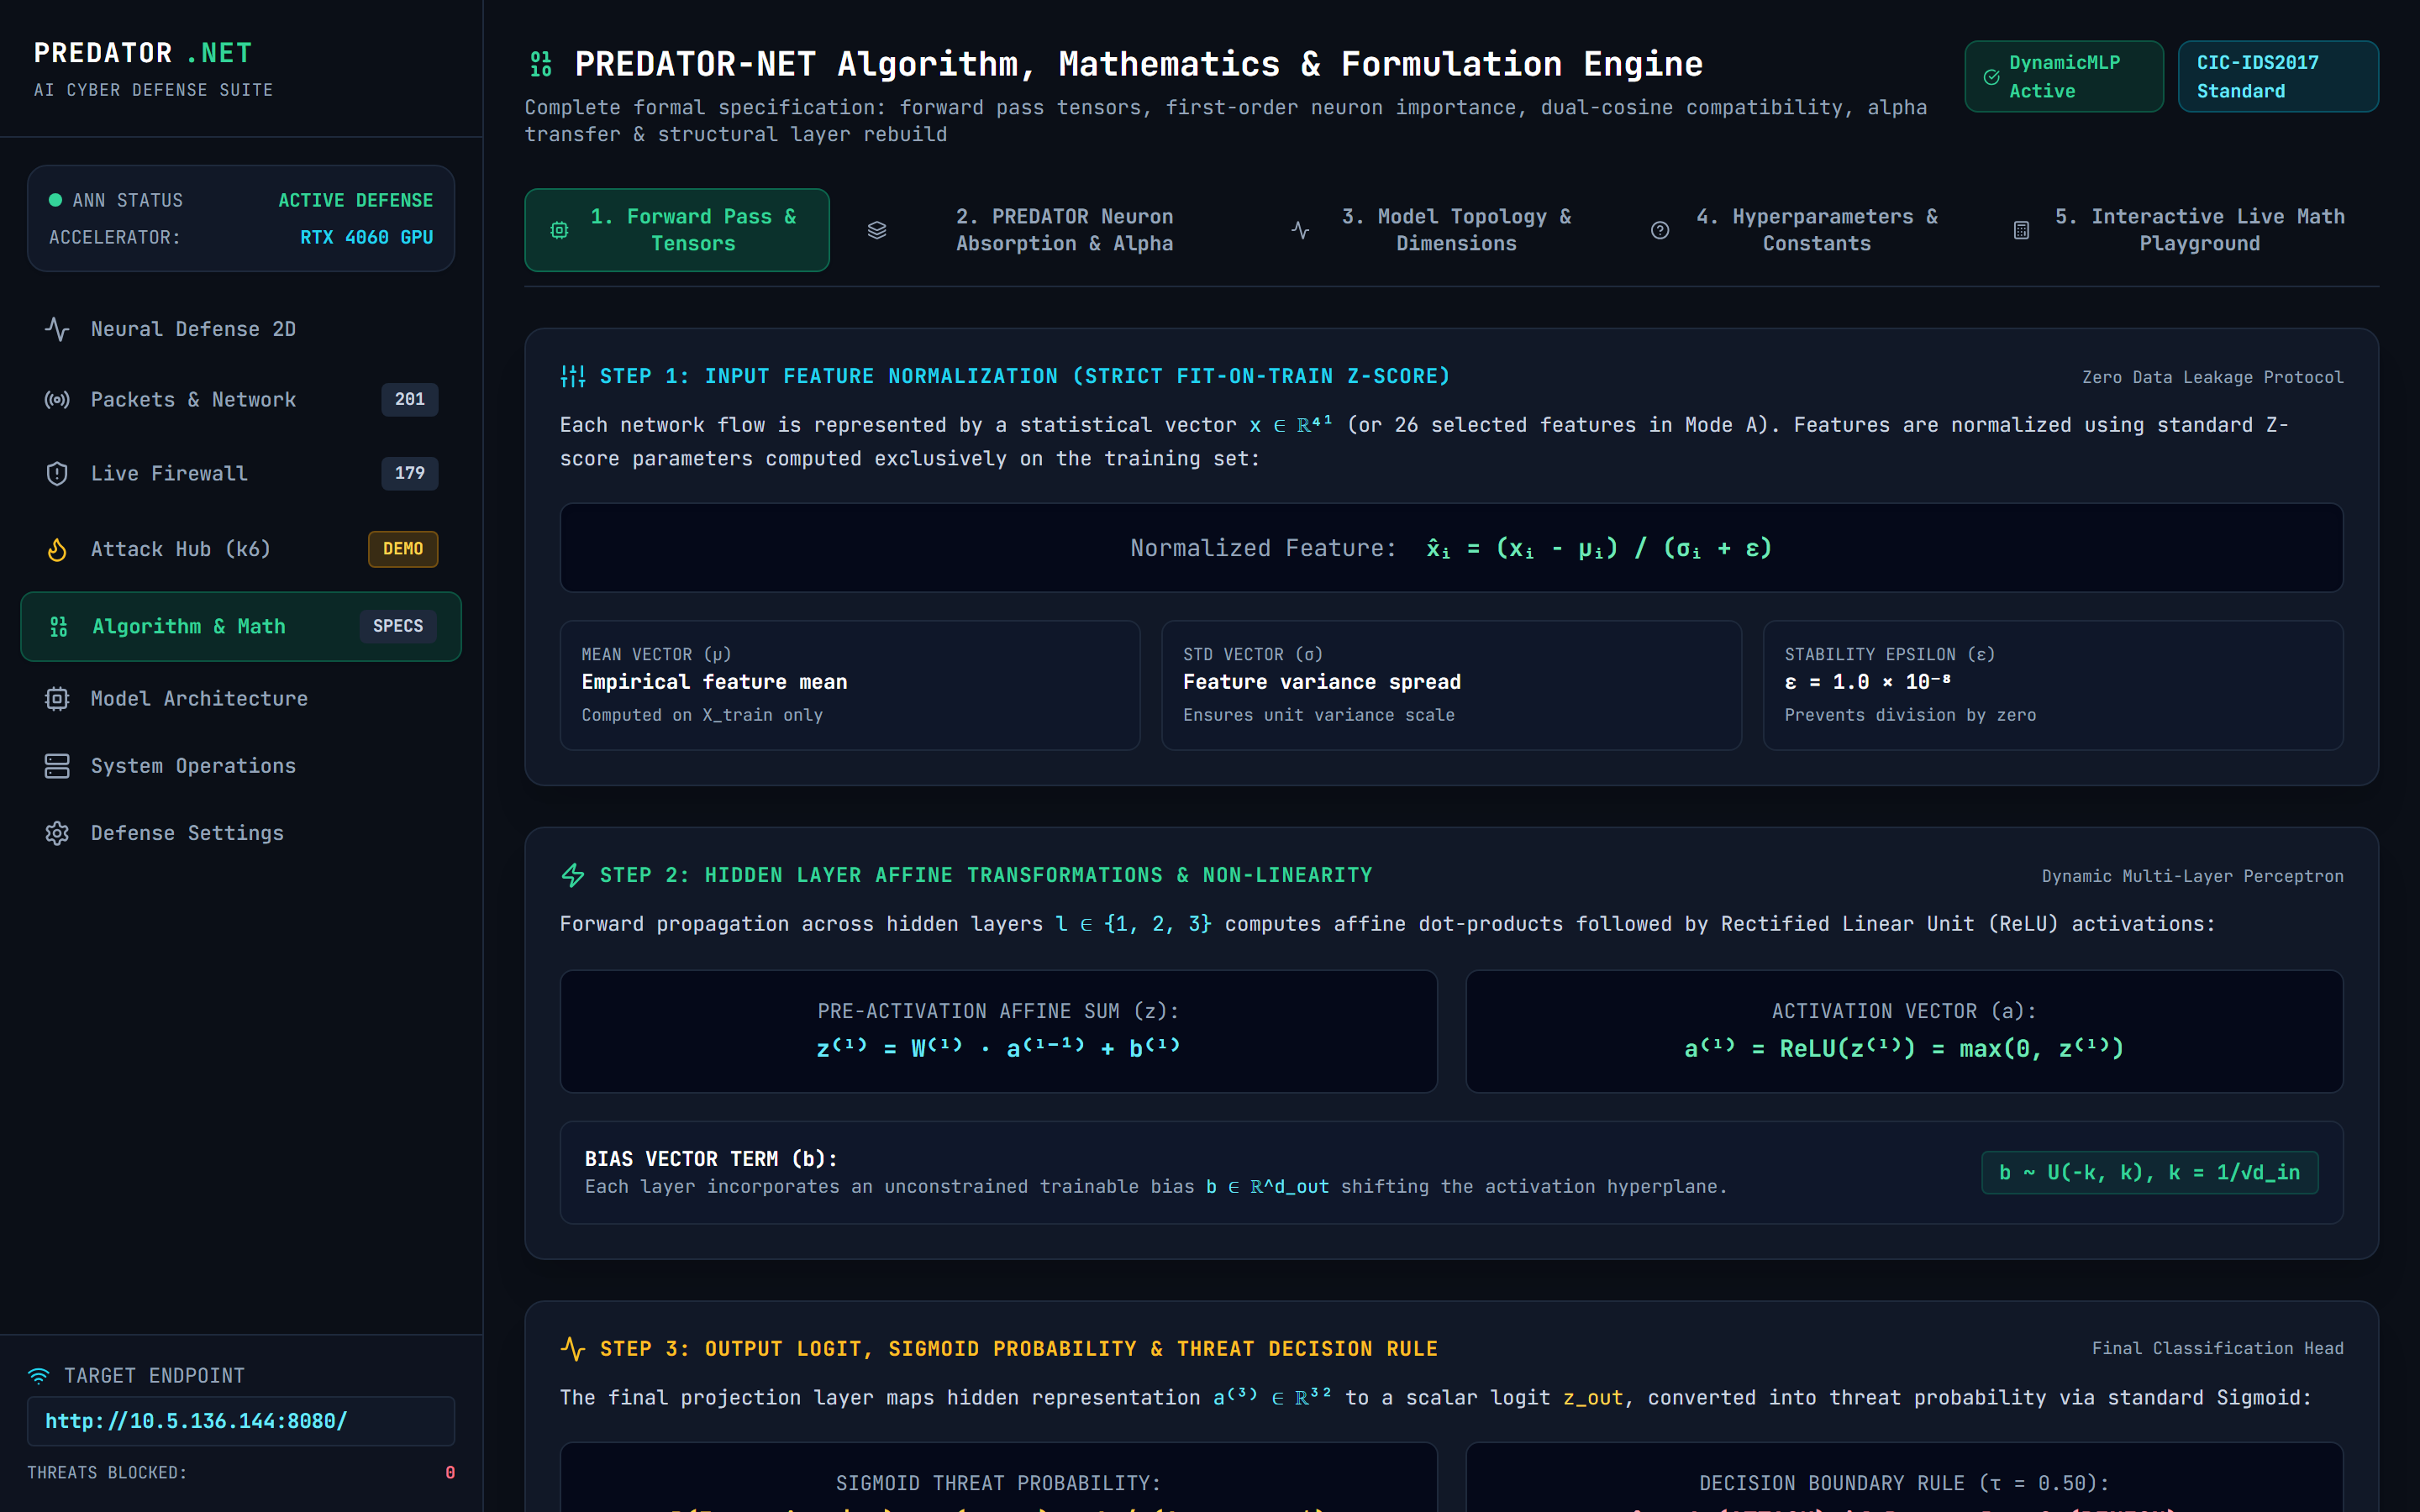 PREDATOR .NET
AI CYBER DEFENSE SUITE
ANN STATUS ACTIVE DEFENSE
ACCELERATOR: RTX 4060 GPU
Neural Defense 2D
Packets & Network 201
Live Firewall 179
Attack Hub (k6) DEMO
Algorithm & Math SPECS
Model Architecture
System Operations
Defense Settings
TARGET ENDPOINT
http://10.5.136.144:8080/
THREATS BLOCKED: 0
PREDATOR-NET Algorithm, Mathematics & Formulation Engine
Complete formal specification: forward pass tensors, first-order neuron importance, dual-cosine compatibility, alpha
transfer & structural layer rebuild
DynamicMLP
Active
CIC-IDS2017
Standard
1. Forward Pass &
Tensors
2. PREDATOR Neuron
Absorption & Alpha
3. Model Topology &
Dimensions
4. Hyperparameters &
Constants
5. Interactive Live Math
Playground
STEP 1: INPUT FEATURE NORMALIZATION (STRICT FIT-ON-TRAIN Z-SCORE)
Zero Data Leakage Protocol
Each network flow is represented by a statistical vector x ∈ ℝ⁴¹ (or 26 selected features in Mode A). Features are normalized using standard Z-
score parameters computed exclusively on the training set:
Normalized Feature: x̂ᵢ = (xᵢ - μᵢ) / (σᵢ + ε)
MEAN VECTOR (μ)
Empirical feature mean
Computed on X_train only
STD VECTOR (σ)
Feature variance spread
Ensures unit variance scale
STABILITY EPSILON (ε)
ε = 1.0 × 10⁻⁸
Prevents division by zero
STEP 2: HIDDEN LAYER AFFINE TRANSFORMATIONS & NON-LINEARITY
Dynamic Multi-Layer Perceptron
Forward propagation across hidden layers l ∈ {1, 2, 3} computes affine dot-products followed by Rectified Linear Unit (ReLU) activations:
PRE-ACTIVATION AFFINE SUM (z):
z⁽ˡ⁾ = W⁽ˡ⁾ · a⁽ˡ⁻¹⁾ + b⁽ˡ⁾
ACTIVATION VECTOR (a):
a⁽ˡ⁾ = ReLU(z⁽ˡ⁾) = max(0, z⁽ˡ⁾)
BIAS VECTOR TERM (b):
Each layer incorporates an unconstrained trainable bias b ∈ ℝ^d_out shifting the activation hyperplane.
b ~ U(-k, k), k = 1/√d_in
STEP 3: OUTPUT LOGIT, SIGMOID PROBABILITY & THREAT DECISION RULE
Final Classification Head
The final projection layer maps hidden representation a⁽³⁾ ∈ ℝ³² to a scalar logit z_out, converted into threat probability via standard Sigmoid:
SIGMOID THREAT PROBABILITY:
DECISION BOUNDARY RULE (τ = 0.50):